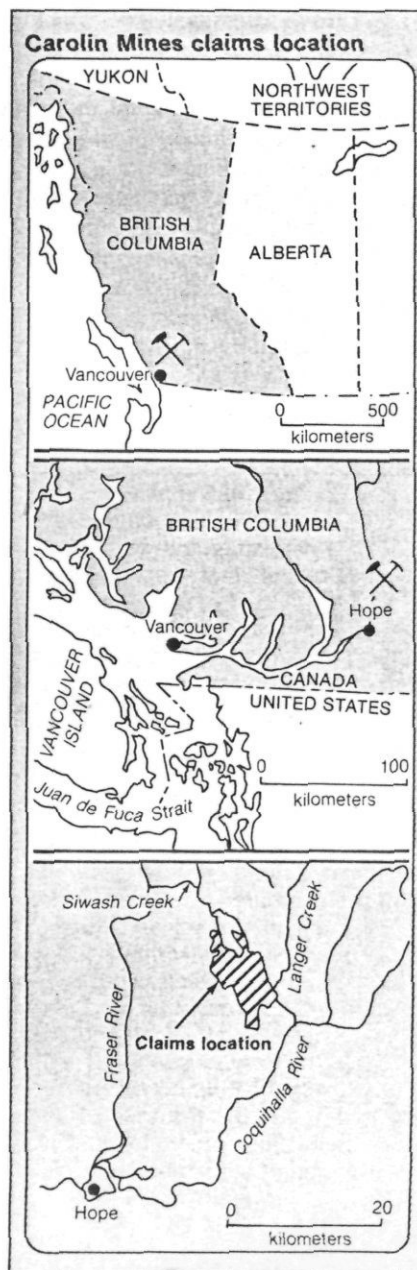 Carolin Mines claims location
YUKON
NORTHWEST
TERRITORIES
BRITISH
COLUMBIA
ALBERTA
Vancouver
PACIFIC
OCEAN
0 500
kilometers
BRITISH COLUMBIA
Vancouver
Hope
CANADA
UNITED STATES
VANCOUVER
ISLAND
0 100
kilometers
Juan de Fuca Strait
Siwash Creek
Langer Creek
Fraser River
Claims location
Coquihalla River
Hope
0 20
kilometers